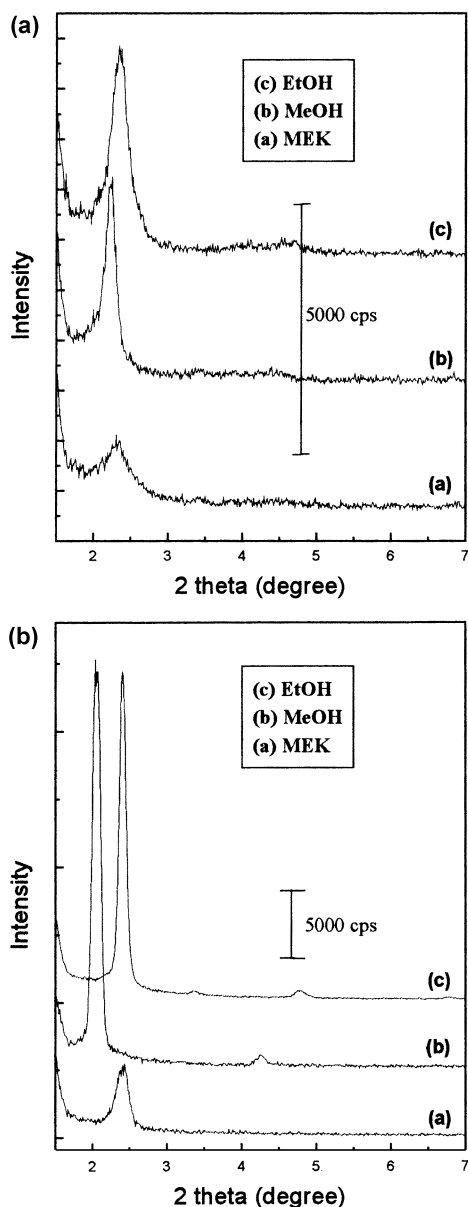 (a)
(c) EtOH
(b) MeOH
(a) MEK
(c)
5000 cps
(b)
(a)
Intensity
2 3 4 5 6 7
2 theta (degree)
(b)
(c) EtOH
(b) MeOH
(a) MEK
5000 cps
(c)
(b)
(a)
Intensity
2 3 4 5 6 7
2 theta (degree)